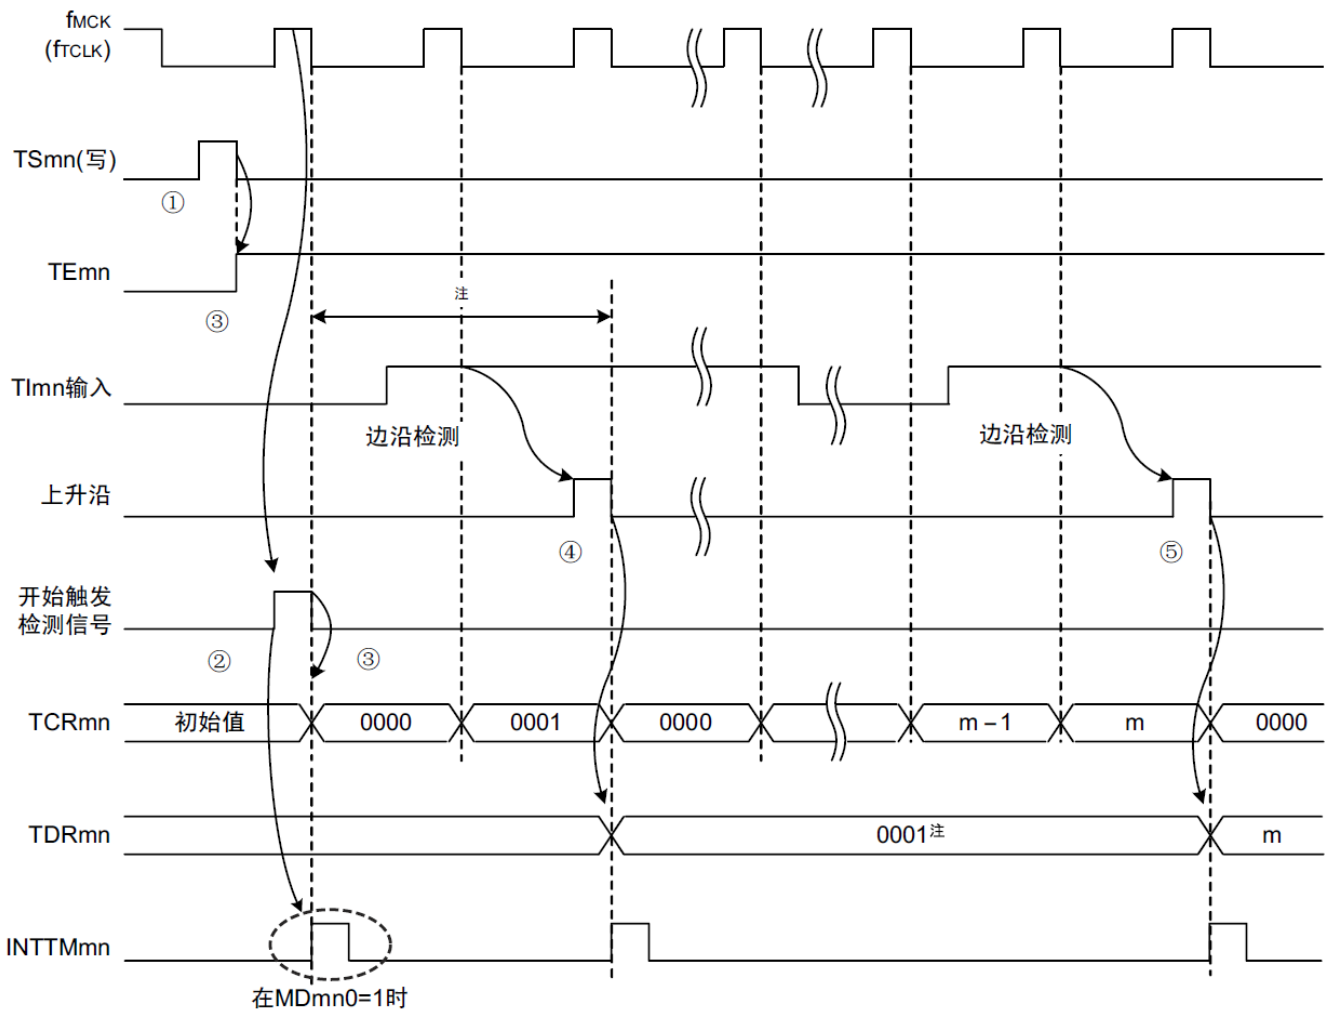 fMCK
(fTCLK)
TSmn(写)
①
TEmn
③
注
TImn输入
边沿检测
边沿检测
上升沿
④
⑤
开始触发
检测信号
②
③
TCRmn
初始值
0000
0001
0000
m－1
m
0000
TDRmn
0001注
m
INTTMmn
在MDmn0=1时